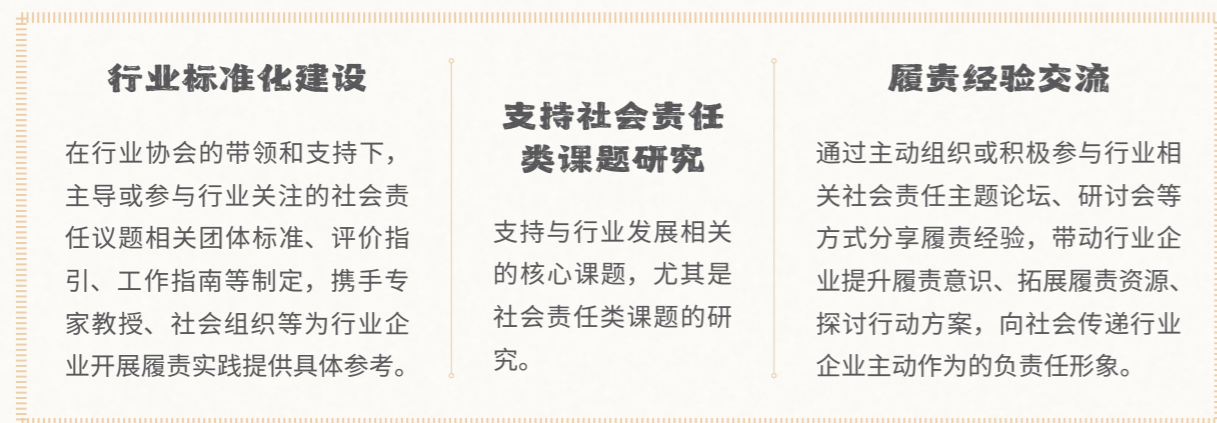 行业标准化建设
在行业协会的带领和支持下，
主导或参与行业关注的社会责
任议题相关团体标准、评价指
引、工作指南等制定，携手专
家教授、社会组织等为行业企
业开展履责实践提供具体参考。
支持社会责任
类课题研究
支持与行业发展相关
的核心课题，尤其是
社会责任类课题的研
究。
履责经验交流
通过主动组织或积极参与行业相
关社会责任主题论坛、研讨会等
方式分享履责经验，带动行业企
业提升履责意识、拓展履责资源、
探讨行动方案，向社会传递行业
企业主动作为的负责任形象。